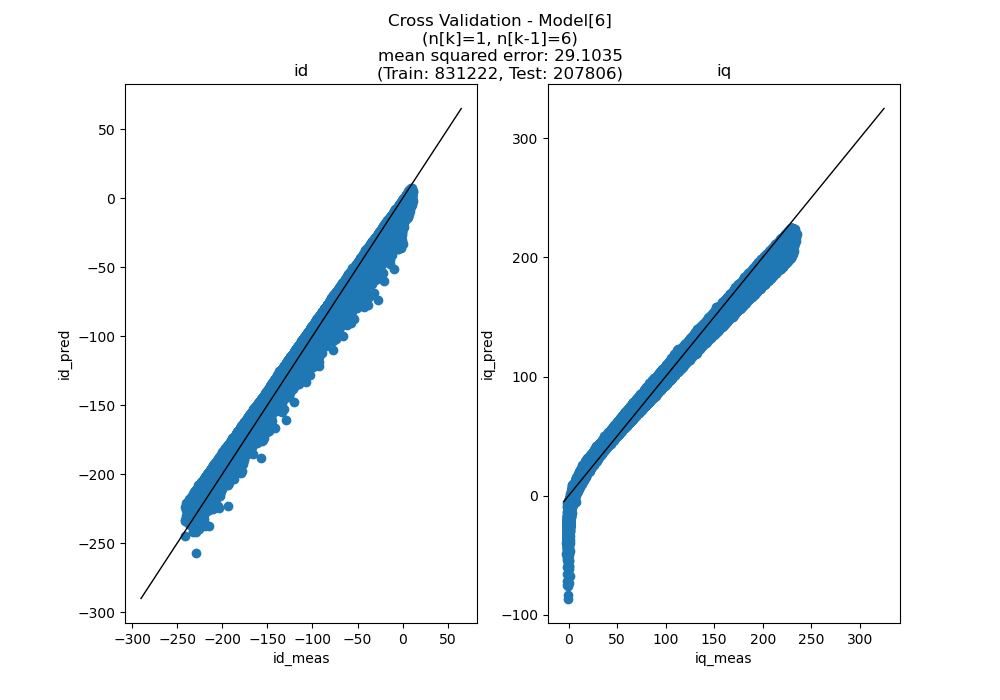 Cross Validation - Model[6]
(n[k]=1, n[k-1]=6)
mean squared error: 29.1035
(Train: 831222, Test: 207806)
id
iq
50
0
−50
−100
−150
−200
−250
−300
id_pred
−300
−250
−200
−150
−100
−50
0
50
id_meas
300
200
100
0
−100
iq_pred
0
50
100
150
200
250
300
iq_meas